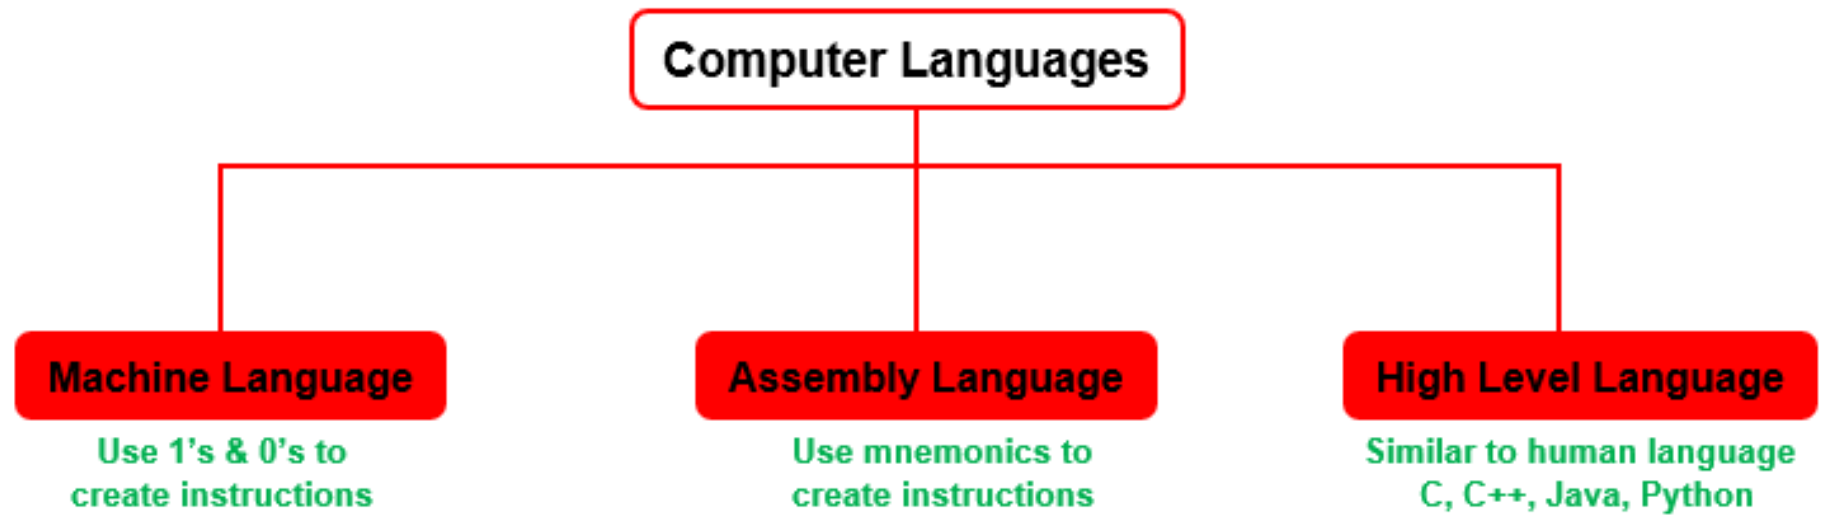 Computer Languages
Machine Language
Use 1’s & 0’s to
create instructions
Assembly Language
Use mnemonics to
create instructions
High Level Language
Similar to human language
C, C++, Java, Python